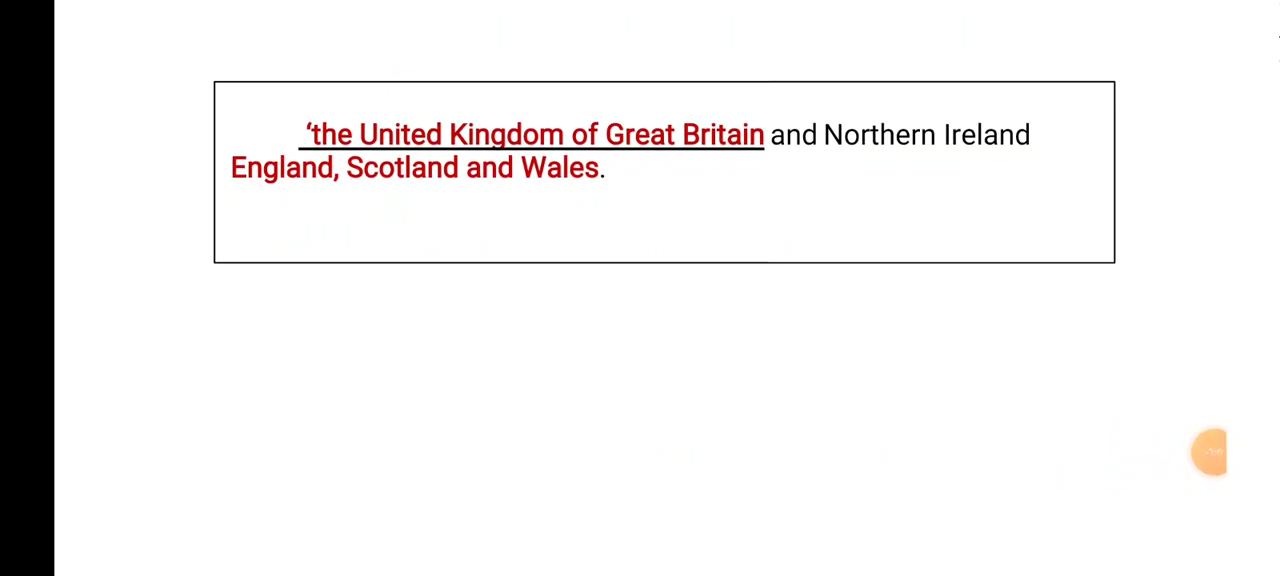 ‘the United Kingdom of Great Britain and Northern Ireland
England, Scotland and Wales.